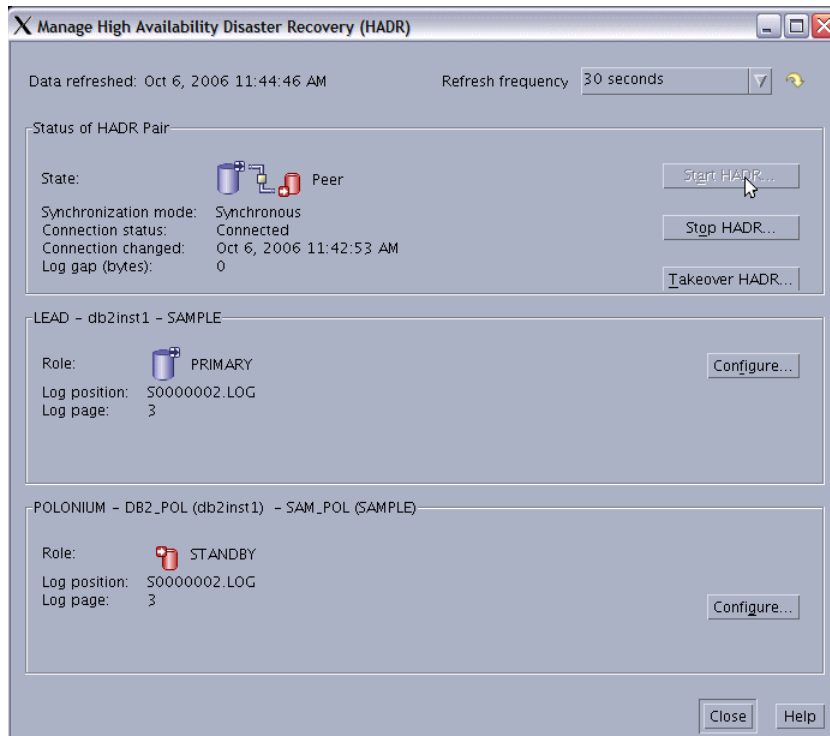 Manage High Availability Disaster Recovery (HADR)
Data refreshed: Oct 6, 2006 11:44:46 AM Refresh frequency 30 seconds
Status of HADR Pair
State: Peer Start HADR...
Synchronization mode: Synchronous
Connection status: Connected Stop HADR...
Connection changed: Oct 6, 2006 11:42:53 AM
Log gap (bytes): 0
Takeover HADR...
LEAD - db2inst1 - SAMPLE
Role: PRIMARY Configure...
Log position: S0000002.LOG
Log page: 3
POLONIUM - DB2_POL (db2inst1) - SAM_POL (SAMPLE)
Role: STANDBY
Log position: S0000002.LOG
Log page: 3 Configure...
Close Help